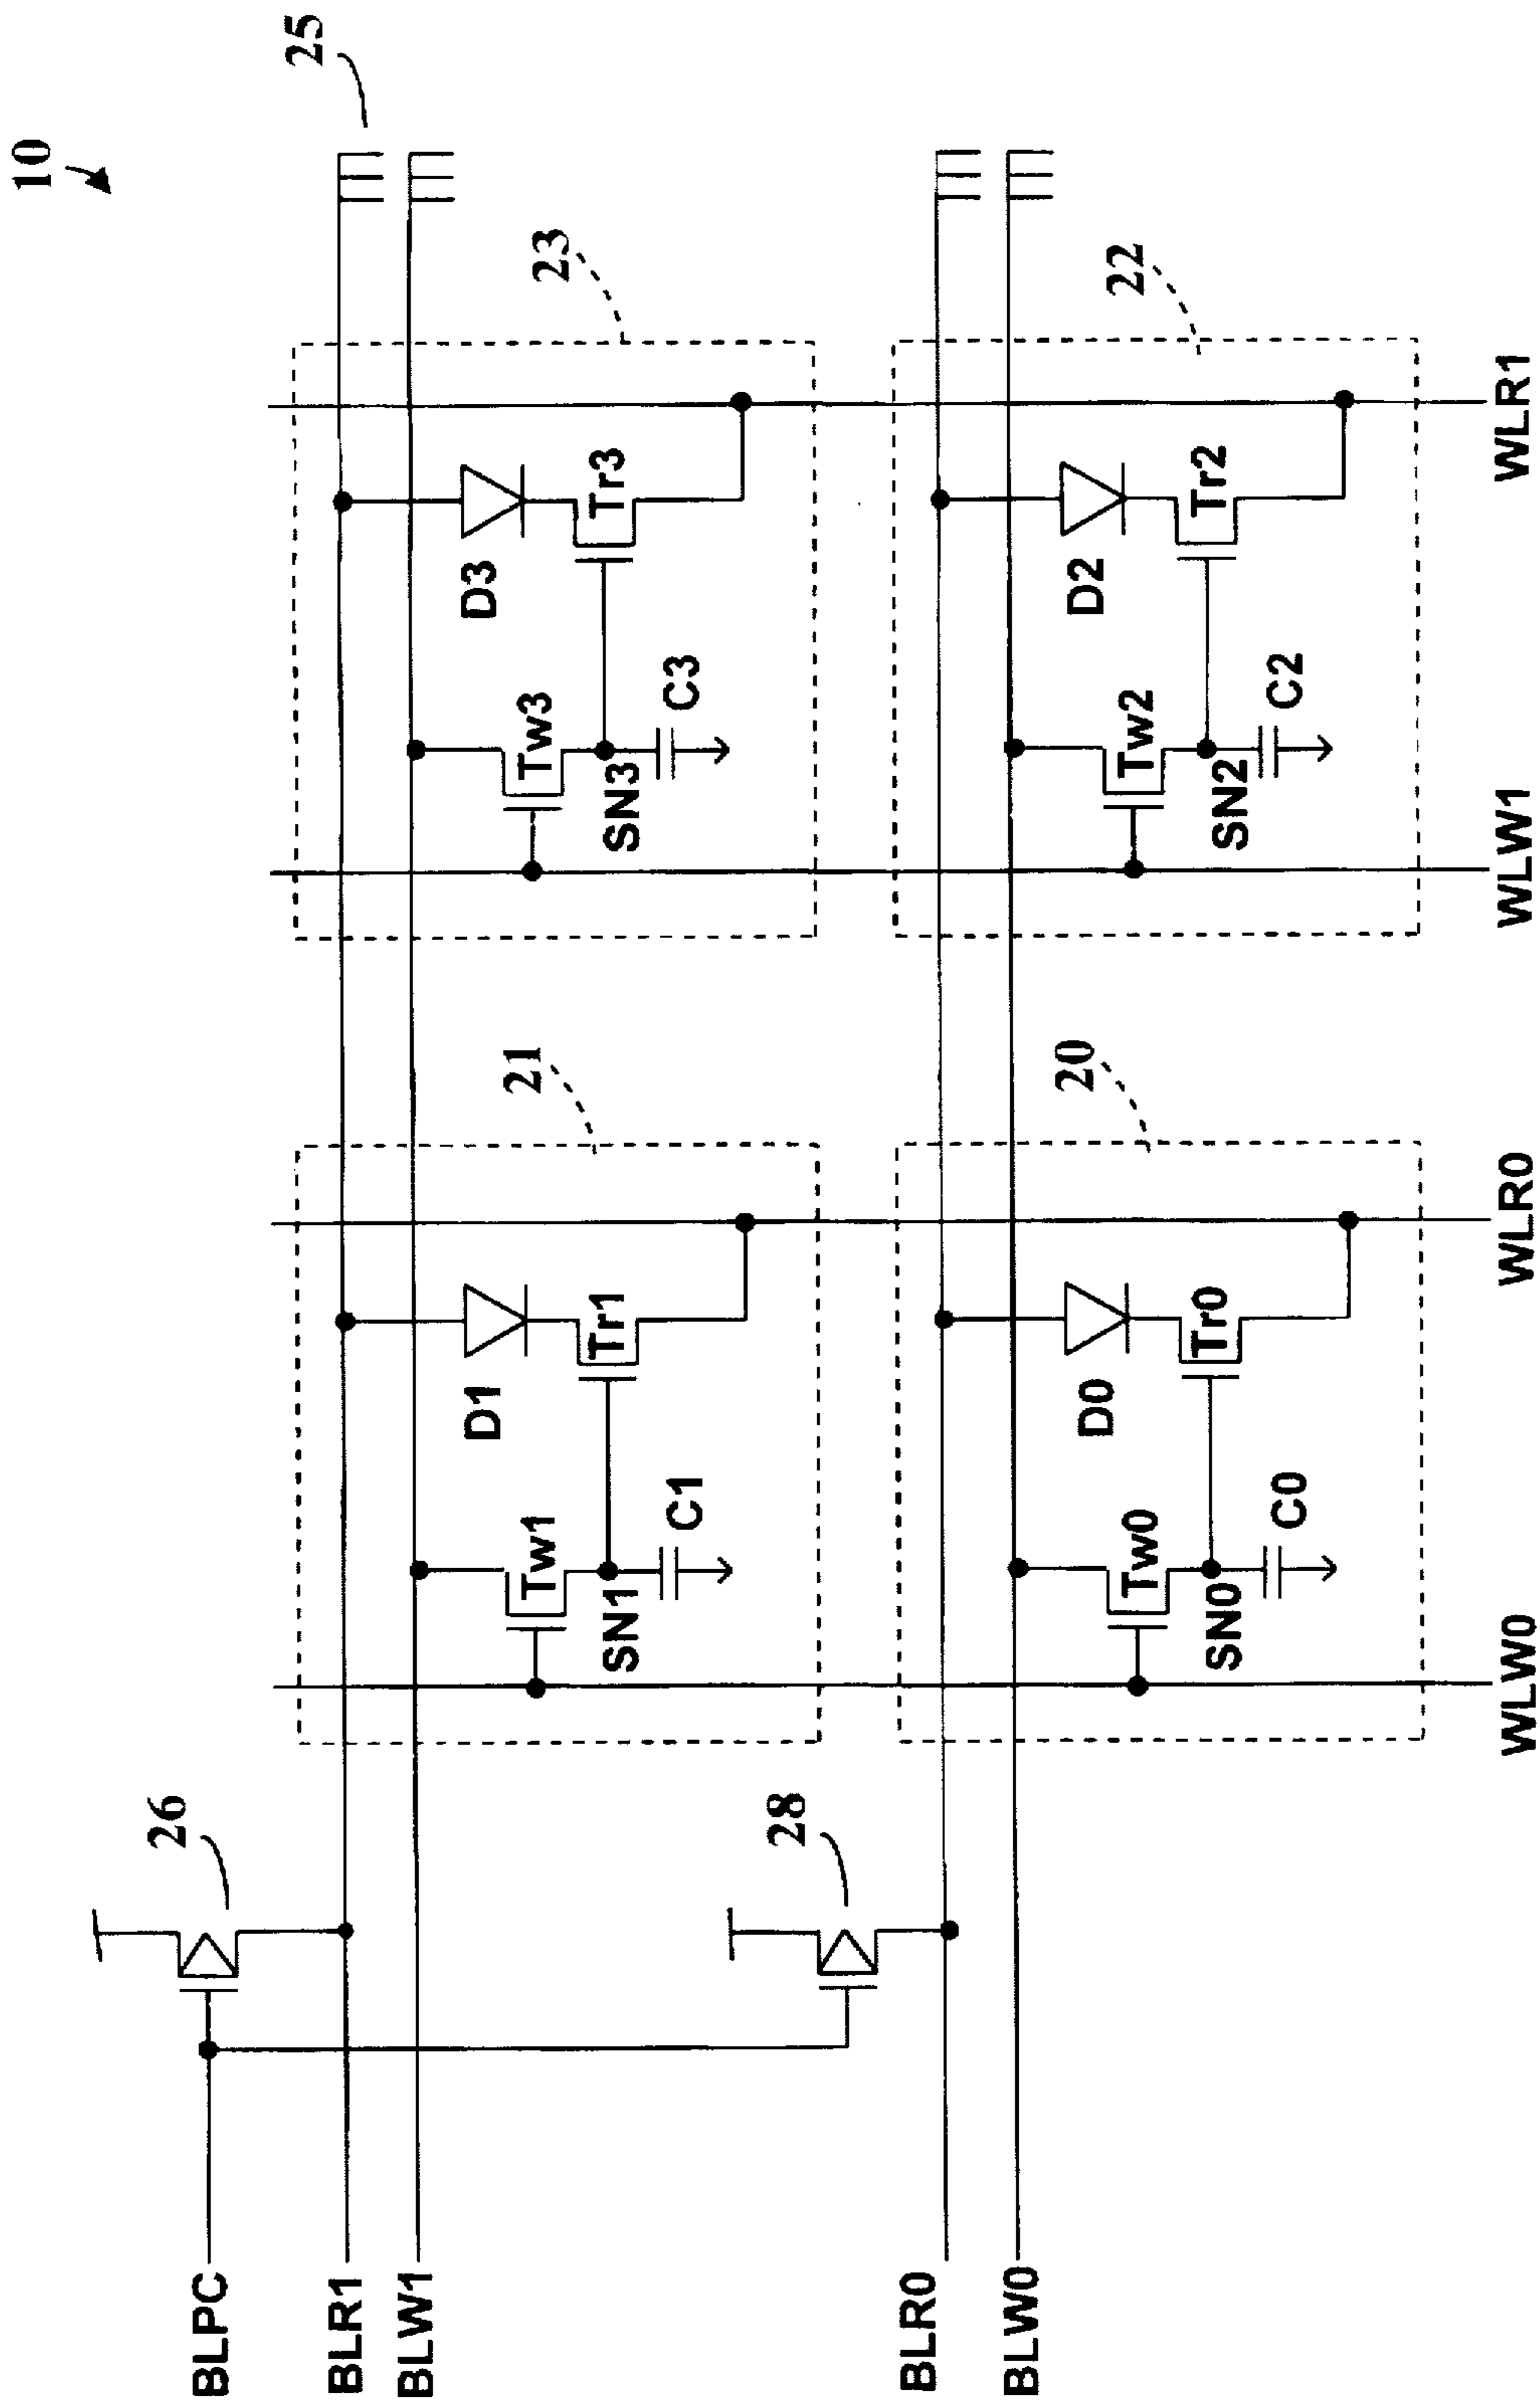 10
25
26
21
23
BLPC
BLR1
BLW1
D1
Tr1
Tw1
SN1
C1
D3
Tr3
Tw3
SN3
C3
28
20
22
BLR0
BLW0
D0
Tr0
Tw0
SN0
C0
D2
Tr2
Tw2
SN2
C2
WLW0
WLR0
WLW1
WLR1